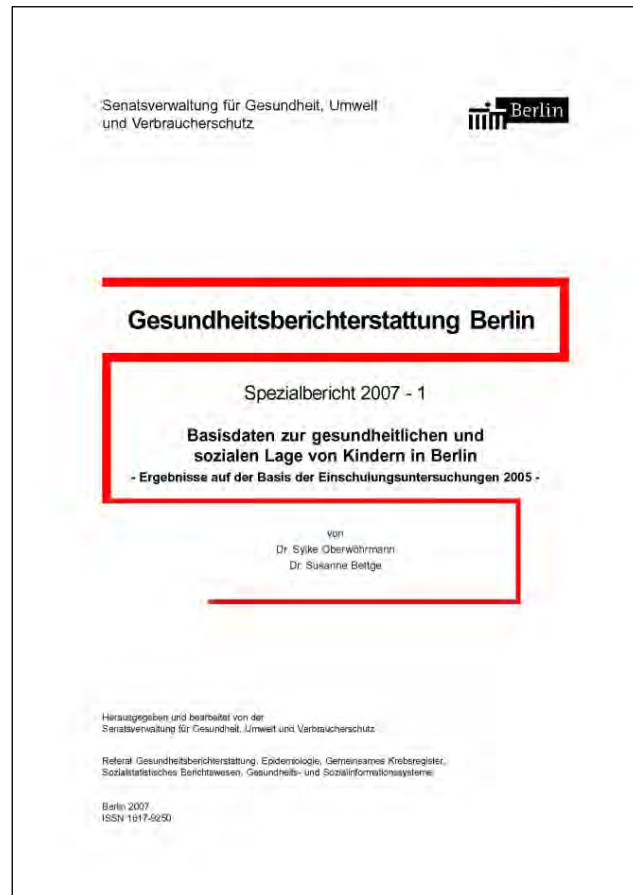 Senatsverwaltung für Gesundheit, Umwelt
und Verbraucherschutz
Berlin
Gesundheitsberichterstattung Berlin
Spezialbericht 2007 - 1
Basisdaten zur gesundheitlichen und
sozialen Lage von Kindern in Berlin
- Ergebnisse auf der Basis der Einschulungsuntersuchungen 2005 -
von
Dr. Sylke Oberwöhrmann
Dr. Susanne Bettge
Herausgegeben und bearbeitet von der
Senatsverwaltung für Gesundheit, Umwelt und Verbraucherschutz
Referat Gesundheitsberichterstattung, Epidemiologie, Gemeinsames Krebsregister,
Sozialstatistisches Berichtswesen, Gesundheits- und Sozialinformationssysteme
Berlin 2007
ISSN 1617-9250